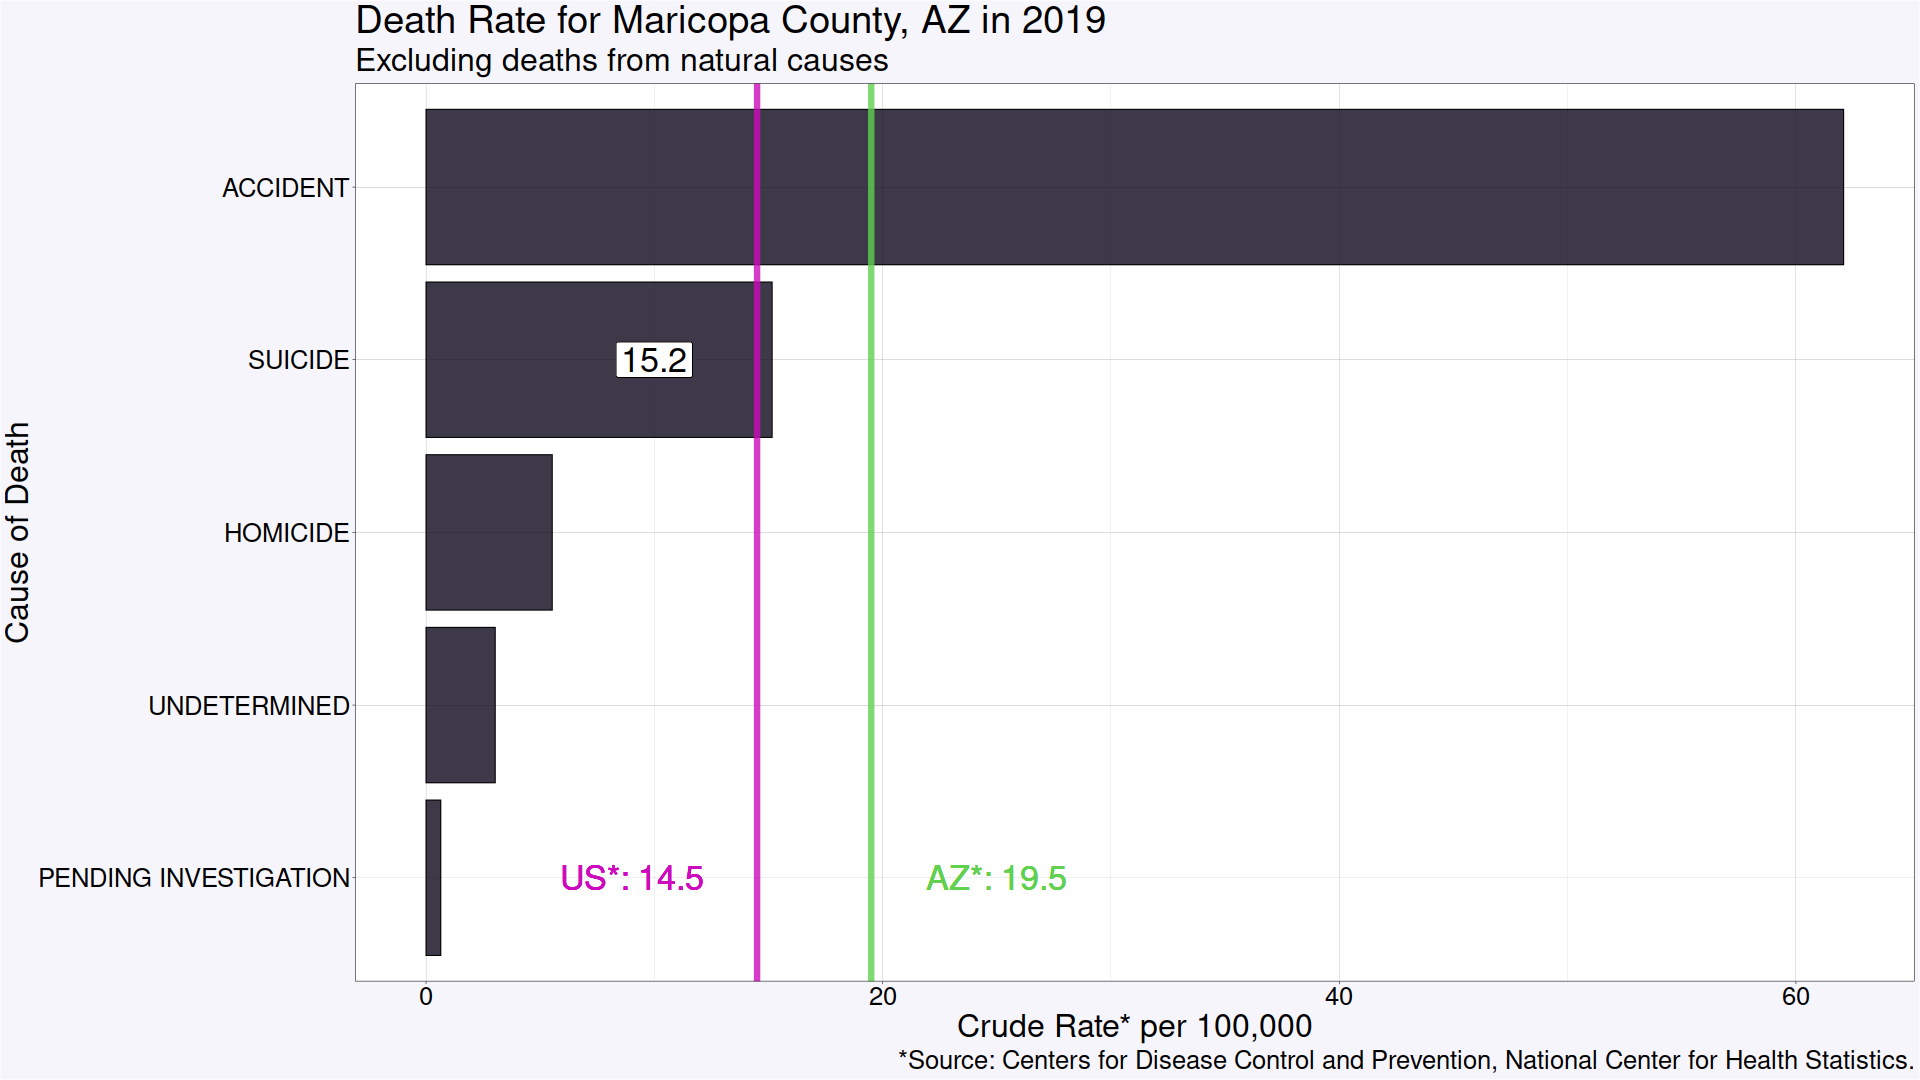 Death Rate for Maricopa County, AZ in 2019
Excluding deaths from natural causes
Cause of Death
ACCIDENT
SUICIDE
15.2
HOMICIDE
UNDETERMINED
PENDING INVESTIGATION
US*: 14.5
AZ*: 19.5
0
20
40
60
Crude Rate* per 100,000
*Source: Centers for Disease Control and Prevention, National Center for Health Statistics.